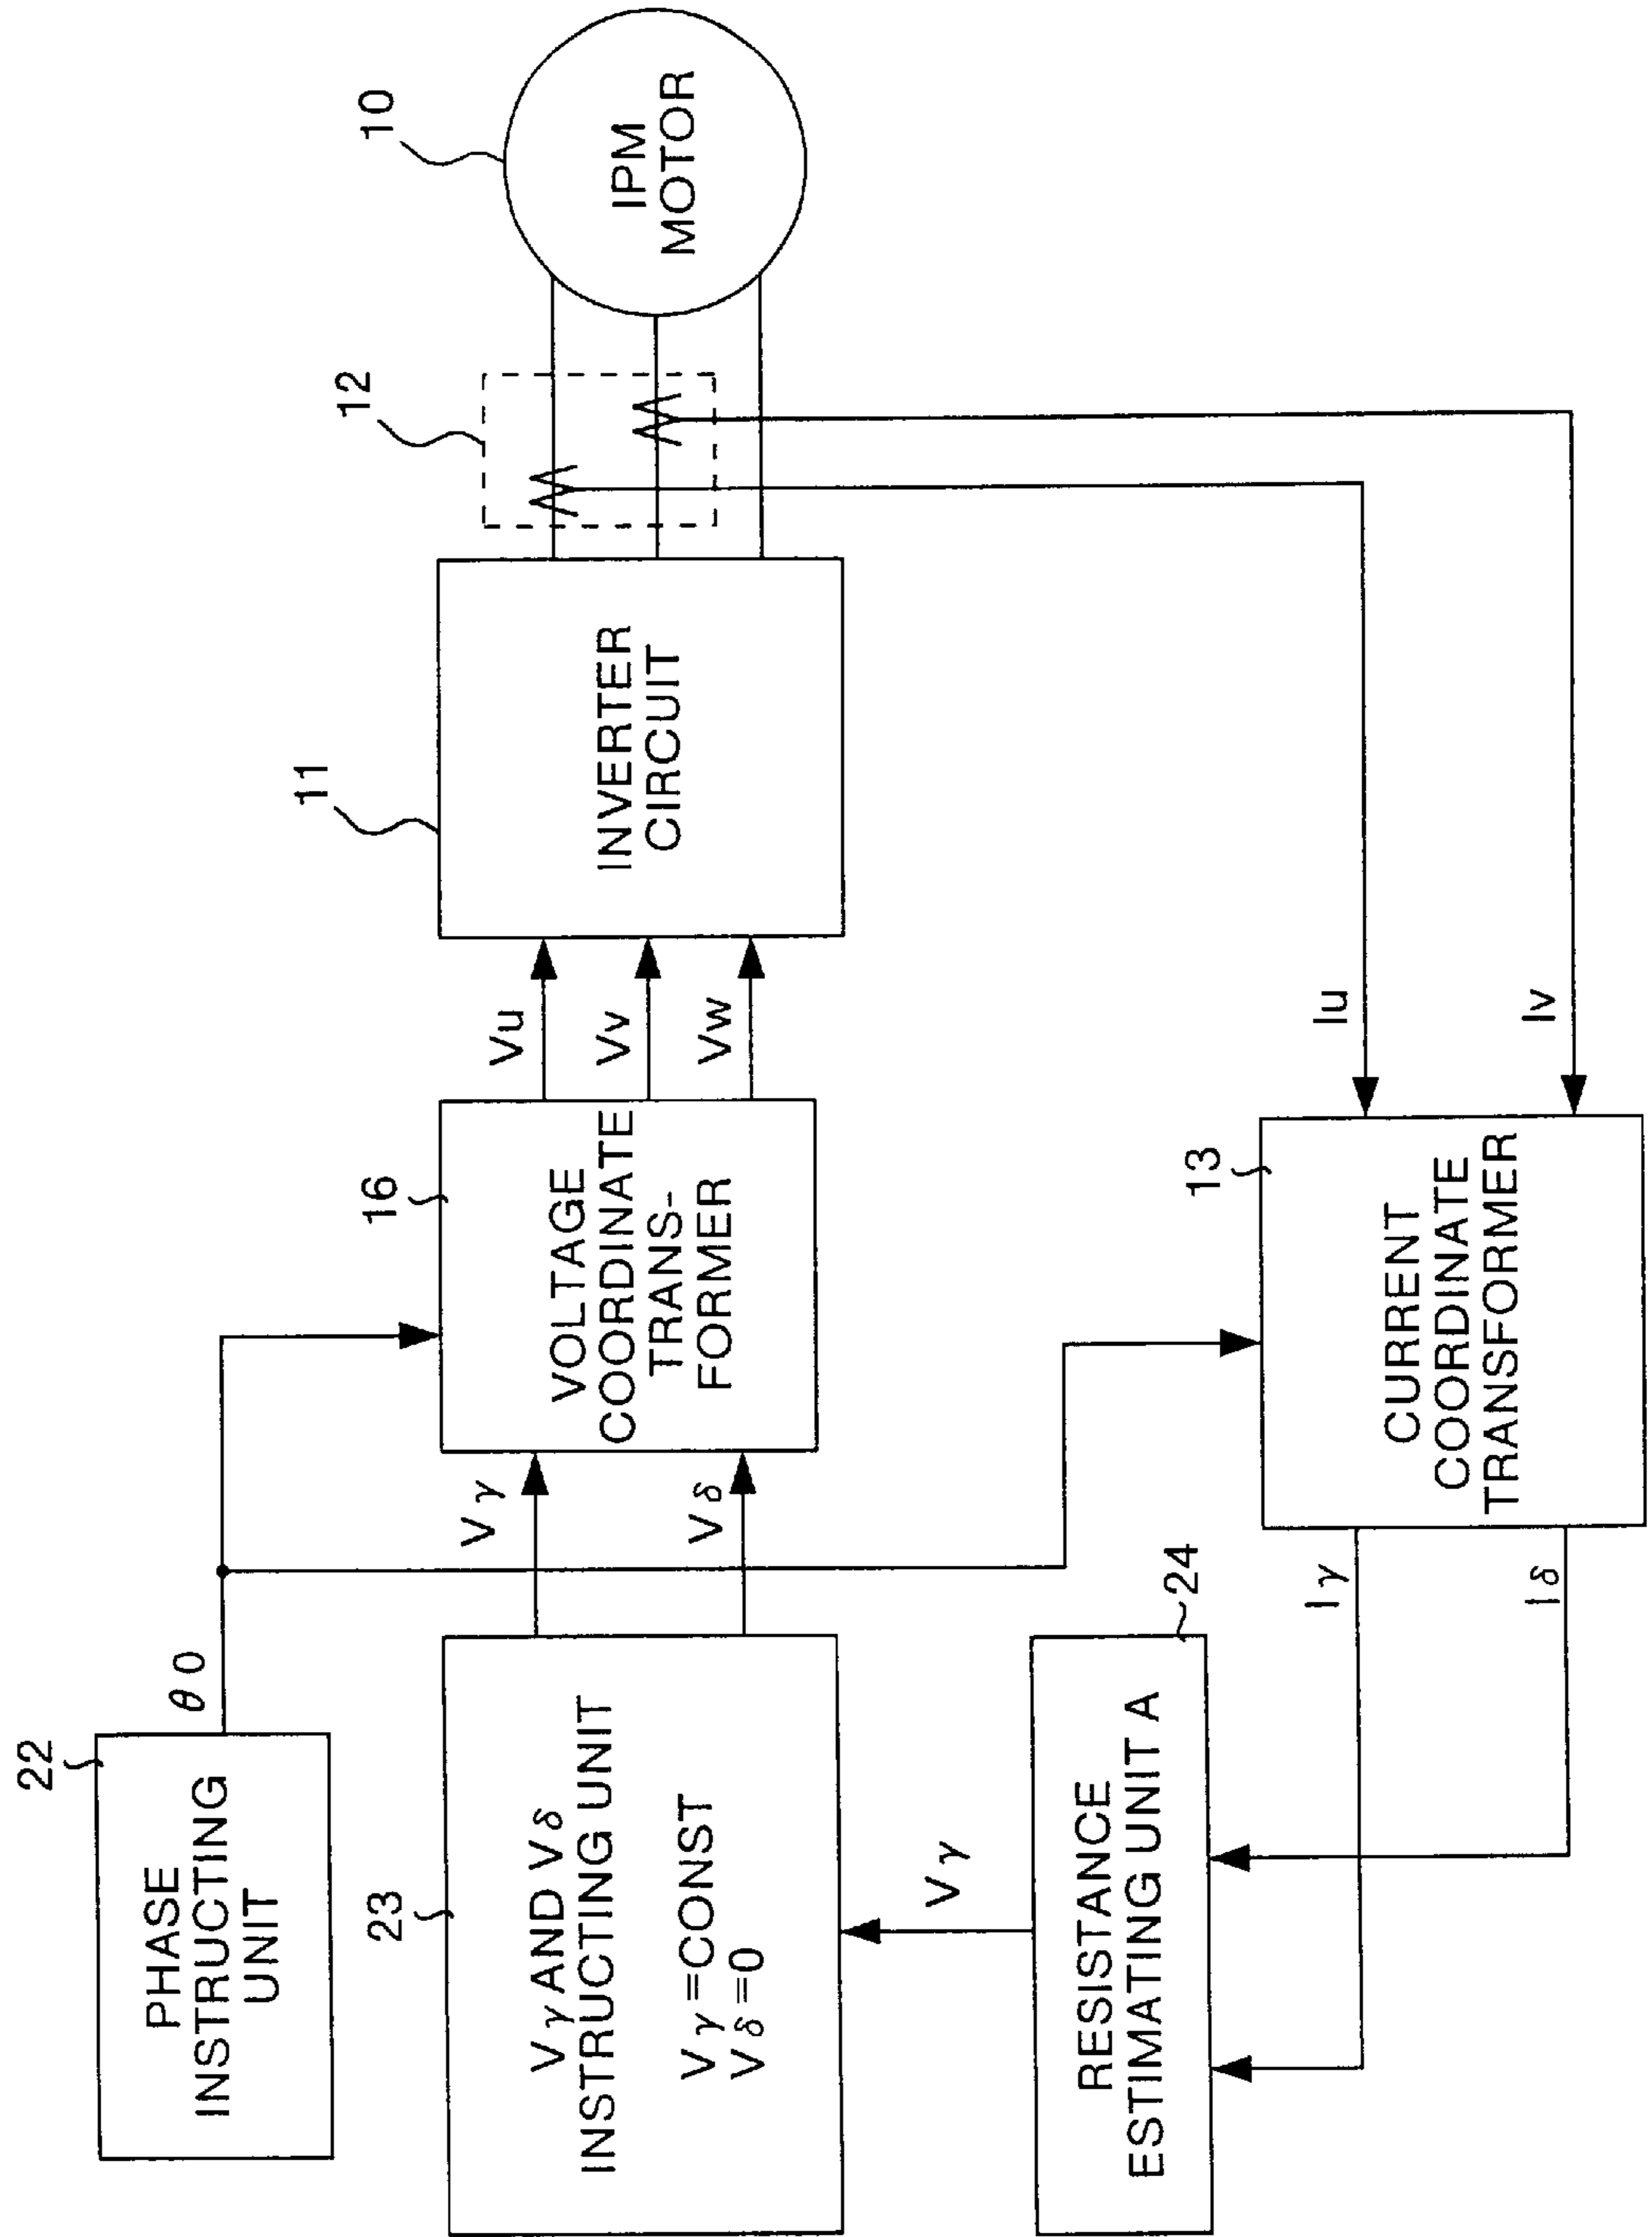 22
PHASE
INSTRUCTING
UNIT
θ0
23
Vγ AND Vδ
INSTRUCTING UNIT
Vγ=CONST
Vδ=0
Vγ
Vδ
16
VOLTAGE
COORDINATE
TRANS-
FORMER
Vu
Vv
Vw
11
INVERTER
CIRCUIT
12
10
IPM
MOTOR
Vγ
24
RESISTANCE
ESTIMATING UNIT A
Iγ
Iδ
13
CURRENT
COORDINATE
TRANSFORMER
Iu
Iv